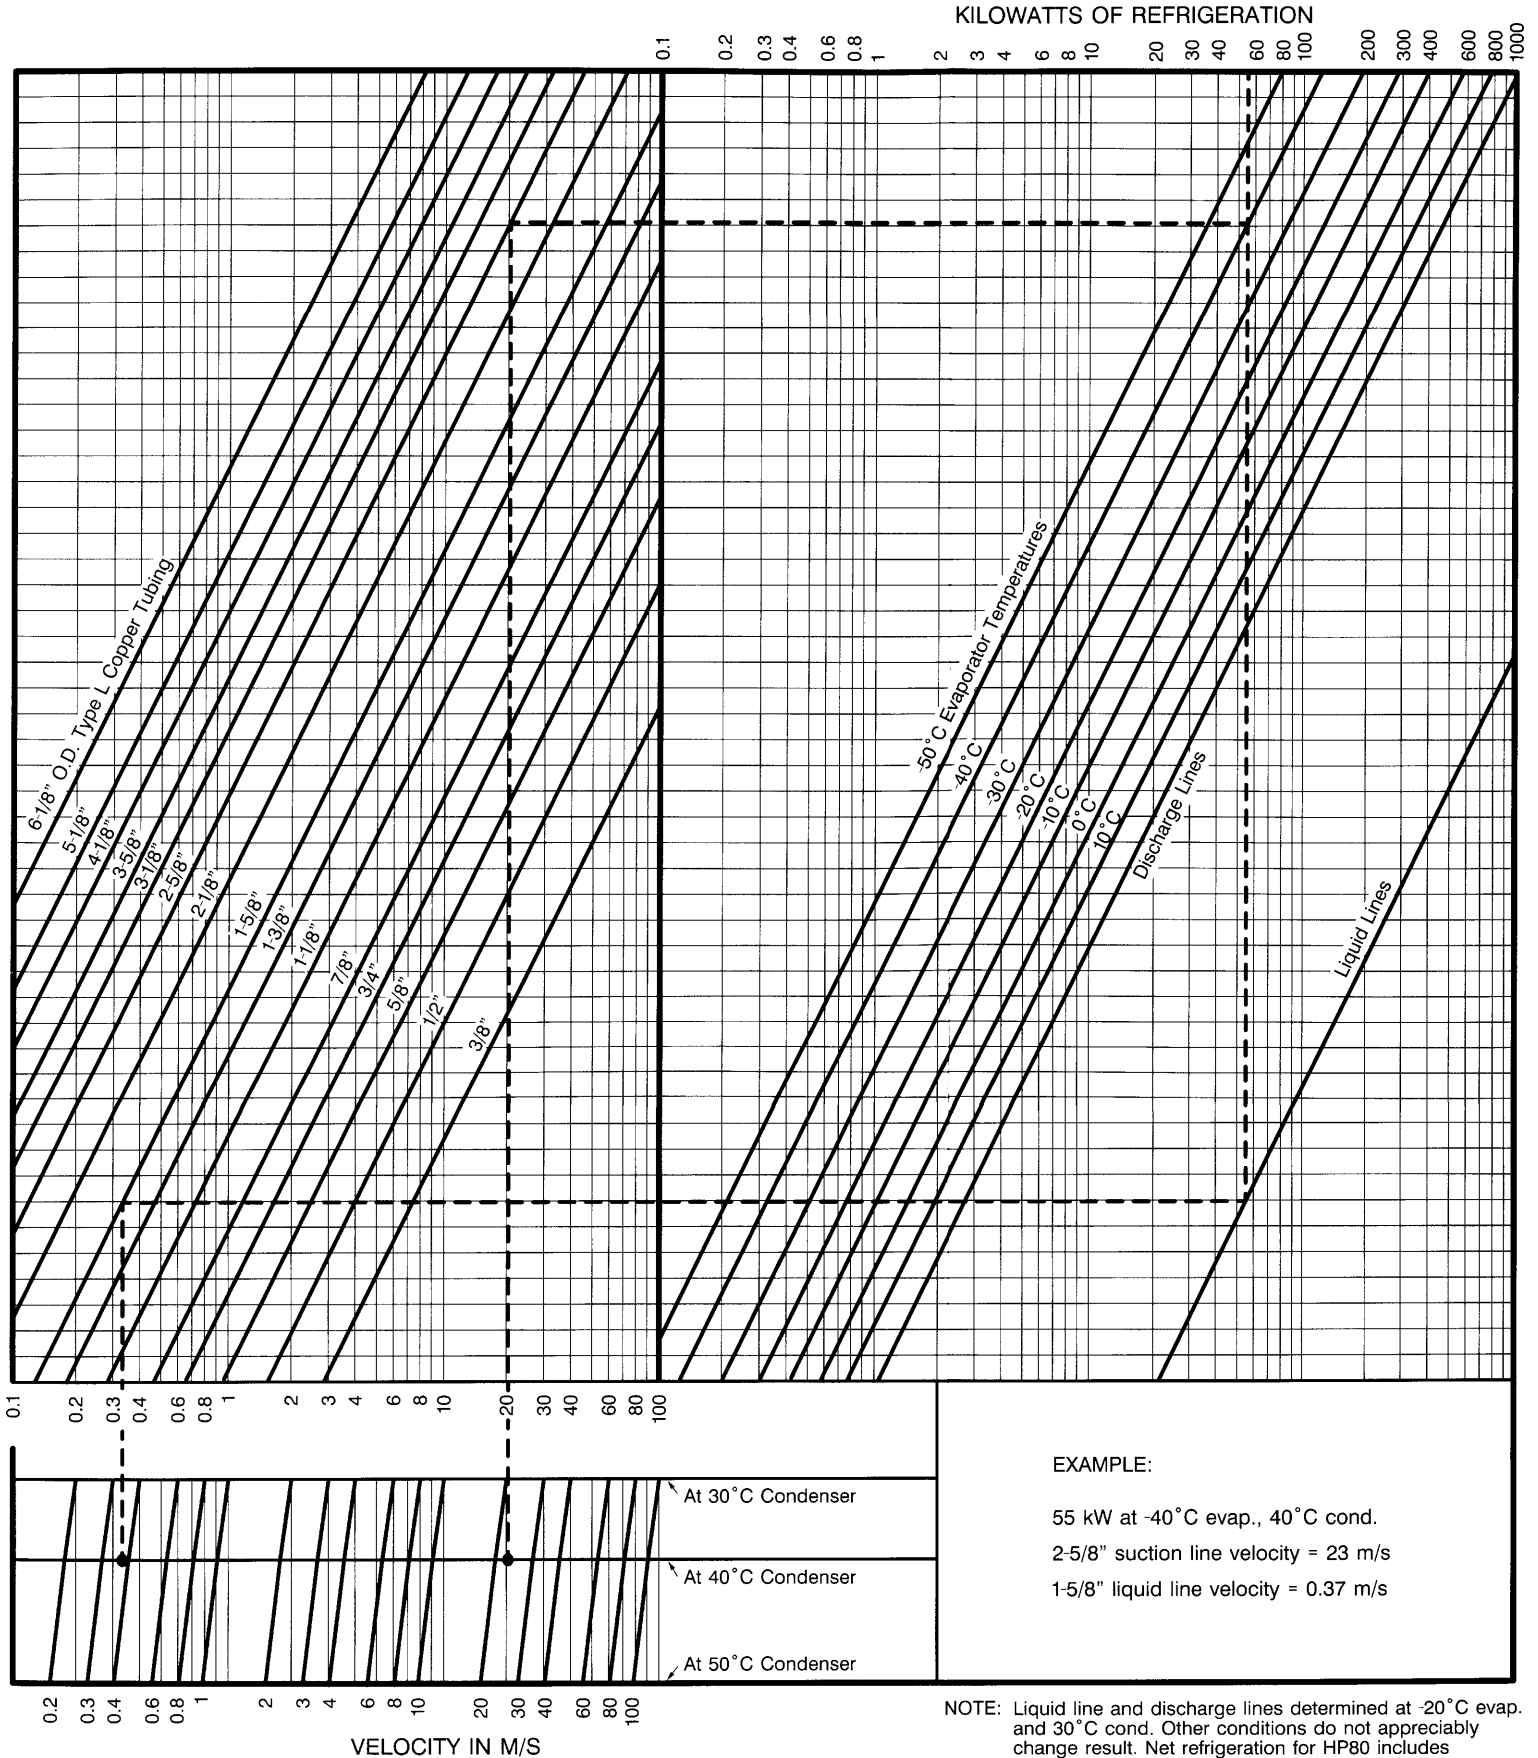 KILOWATTS OF REFRIGERATION
0.1 0.2 0.3 0.4 0.6 0.8 1 2 3 4 6 8 10 20 30 40 60 80 100 200 300 400 600 800 1000
6-1/8" O.D. Type L Copper Tubing
5-1/8"
4-1/8"
3-5/8"
3-1/8"
2-5/8"
2-1/8"
1-5/8"
1-3/8"
1-1/8"
7/8"
3/4"
5/8"
1/2"
3/8"
-50°C Evaporator Temperatures
-40°C
-30°C
-20°C
-10°C
0°C
10°C
Discharge Lines
Liquid Lines
0.1 0.2 0.3 0.4 0.6 0.8 1 2 3 4 6 8 10 20 30 40 60 80 100
At 30°C Condenser
At 40°C Condenser
At 50°C Condenser
0.2 0.3 0.4 0.6 0.8 1 2 3 4 6 8 10 20 30 40 60 80 100
VELOCITY IN M/S
EXAMPLE:
55 kW at -40°C evap., 40°C cond.
2-5/8" suction line velocity = 23 m/s
1-5/8" liquid line velocity = 0.37 m/s
NOTE: Liquid line and discharge lines determined at -20°C evap.
and 30°C cond. Other conditions do not appreciably
change result. Net refrigeration for HP80 includes